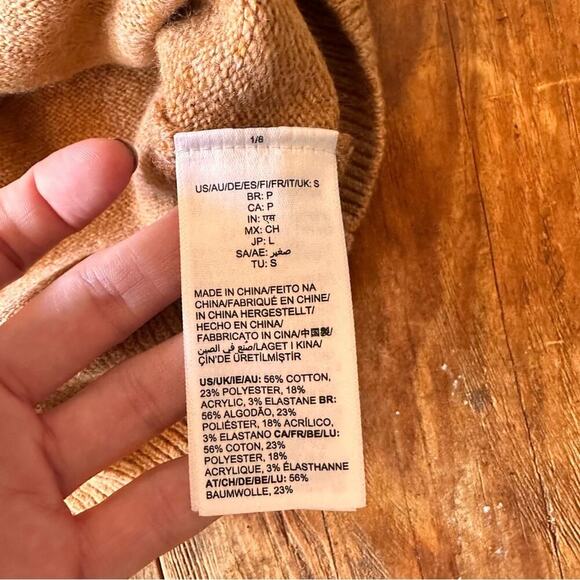 1/8
US/AU/DE/ES/FI/FR/IT/UK: S
BR: P
CA: P
IN: एस
MX: CH
JP: L
SA/AE: صغير
TU: S
MADE IN CHINA/FEITO NA
CHINA/FABRIQUÉ EN CHINE/
IN CHINA HERGESTELLT/
HECHO EN CHINA/
FABBRICATO IN CINA/中国製/
صنع في الصين/LAGET I KINA/
ÇIN'DE ÜRETILMIŞTIR
US/UK/IE/AU: 56% COTTON,
23% POLYESTER, 18%
ACRYLIC, 3% ELASTANE BR:
56% ALGODÃO, 23%
POLIÉSTER, 18% ACRÍLICO,
3% ELASTANO CA/FR/BE/LU:
56% COTON, 23%
POLYESTER, 18%
ACRYLIQUE, 3% ÉLASTHANNE
AT/CH/DE/BE/LU: 56%
BAUMWOLLE, 23%